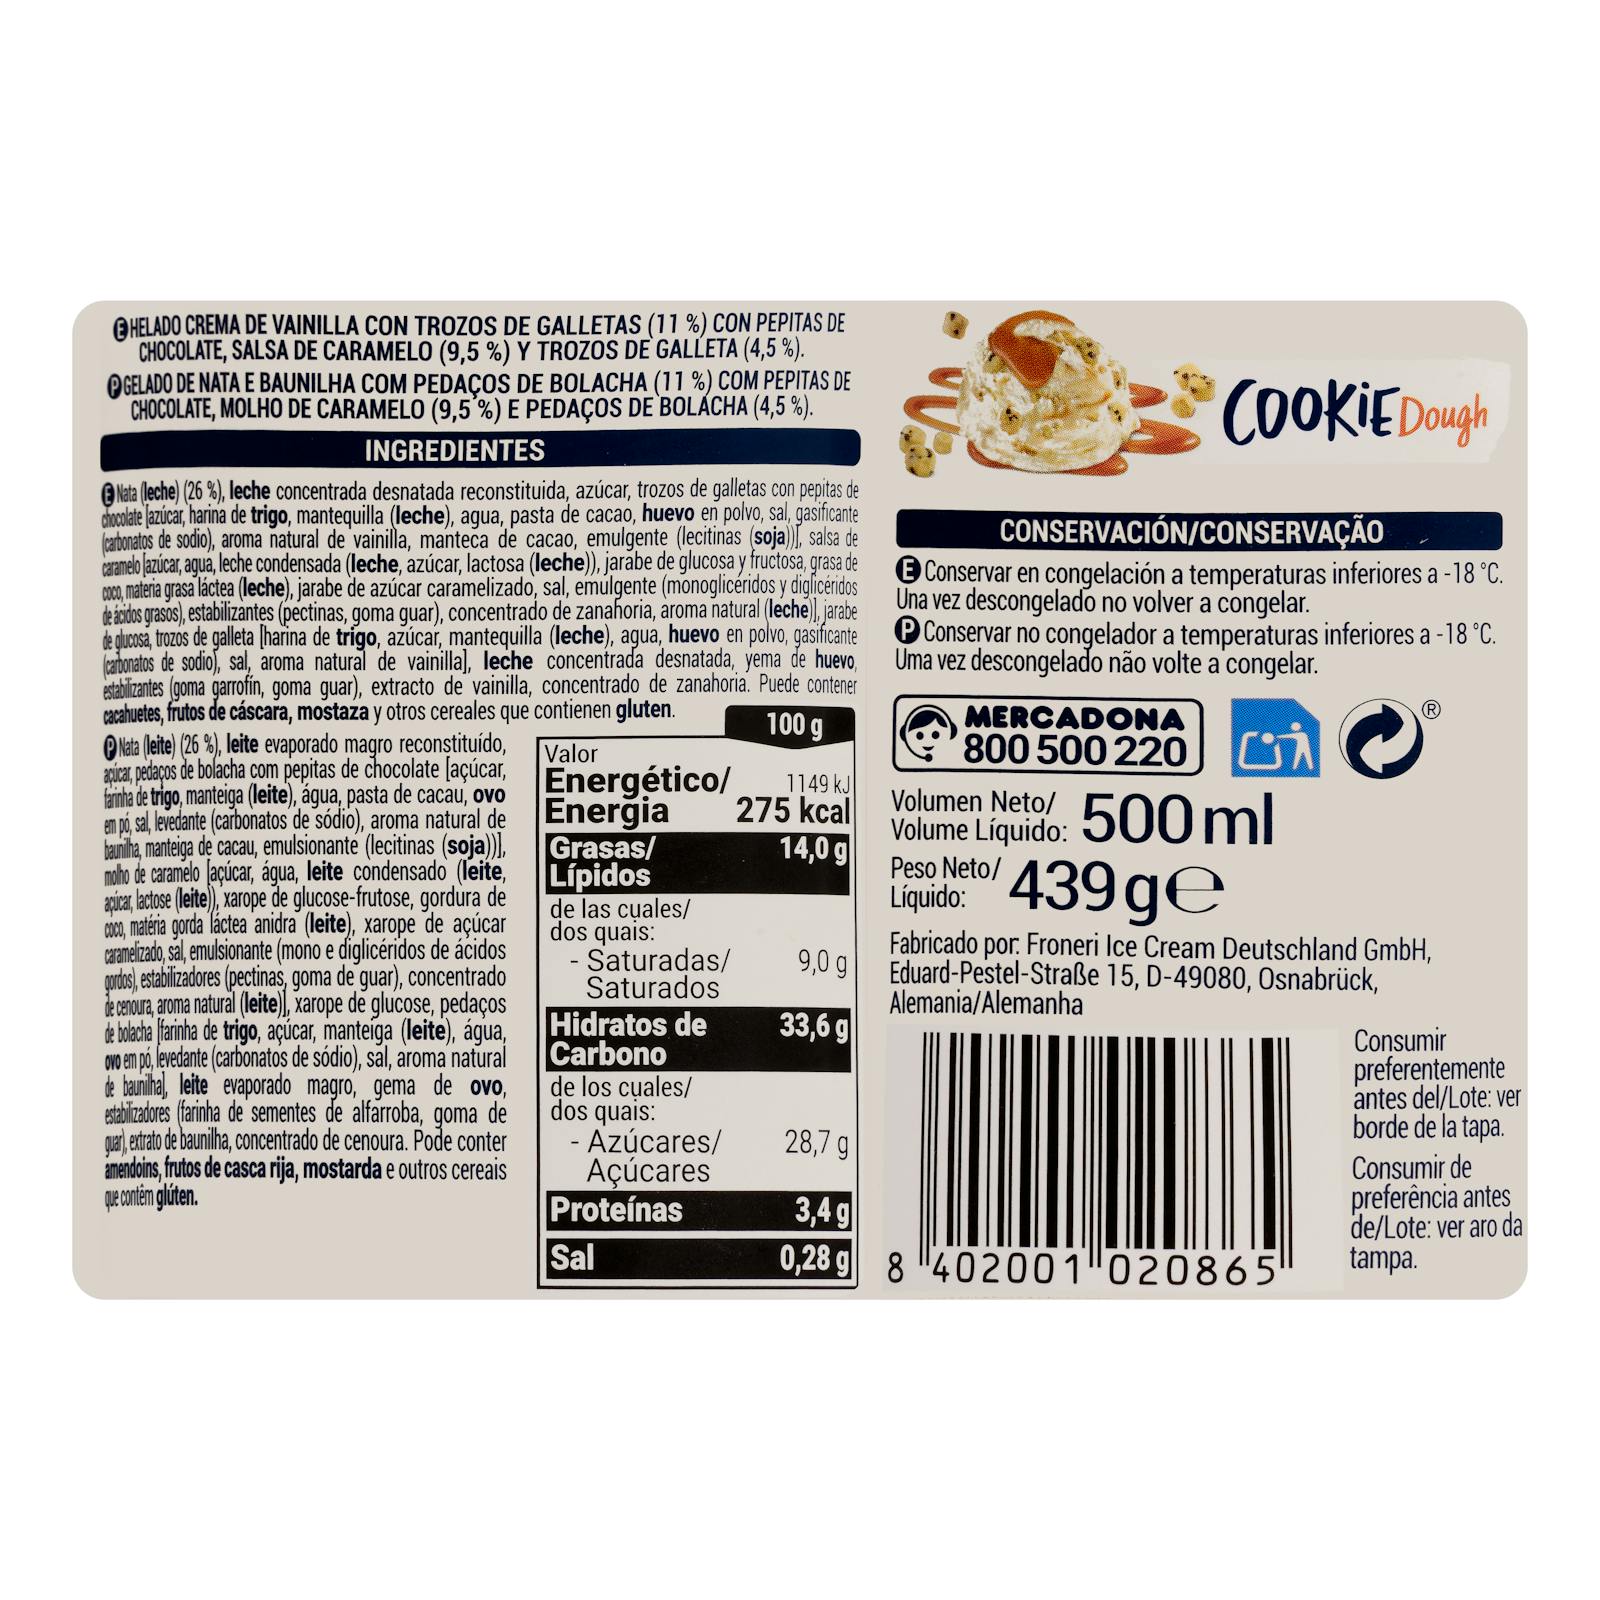 E HELADO CREMA DE VAINILLA CON TROZOS DE GALLETAS (11 %) CON PEPITAS DE
CHOCOLATE, SALSA DE CARAMELO (9,5 %) Y TROZOS DE GALLETA (4,5 %).
P GELADO DE NATA E BAUNILHA COM PEDAÇOS DE BOLACHA (11 %) COM PEPITAS DE
CHOCOLATE, MOLHO DE CARAMELO (9,5 %) E PEDAÇOS DE BOLACHA (4,5 %).
INGREDIENTES
E Nata (leche) (26 %), leche concentrada desnatada reconstituida, azúcar, trozos de galletas con pepitas de
chocolate [azúcar, harina de trigo, mantequilla (leche), agua, pasta de cacao, huevo en polvo, sal, gasificante
(carbonatos de sodio), aroma natural de vainilla, manteca de cacao, emulgente (lecitinas (soja))], salsa de
caramelo [azúcar, agua, leche condensada (leche, azúcar, lactosa (leche)), jarabe de glucosa y fructosa, grasa de
coco, materia grasa láctea (leche), jarabe de azúcar caramelizado, sal, emulgente (monoglicéridos y diglicéridos
de ácidos grasos), estabilizantes (pectinas, goma guar), concentrado de zanahoria, aroma natural (leche)], jarabe
de glucosa, trozos de galleta [harina de trigo, azúcar, mantequilla (leche), agua, huevo en polvo, gasificante
(carbonatos de sodio), sal, aroma natural de vainilla], leche concentrada desnatada, yema de huevo,
estabilizantes (goma garrofín, goma guar), extracto de vainilla, concentrado de zanahoria. Puede contener
cacahuetes, frutos de cáscara, mostaza y otros cereales que contienen gluten.
P Nata (leite) (26 %), leite evaporado magro reconstituído,
açúcar, pedaços de bolacha com pepitas de chocolate [açúcar,
farinha de trigo, manteiga (leite), água, pasta de cacau, ovo
em pó, sal, levedante (carbonatos de sódio), aroma natural de
baunilha, manteiga de cacau, emulsionante (lecitinas (soja))],
molho de caramelo [açúcar, água, leite condensado (leite,
açúcar, lactose (leite)), xarope de glucose-frutose, gordura de
coco, matéria gorda láctea anidra (leite), xarope de açúcar
caramelizado, sal, emulsionante (mono e diglicéridos de ácidos
gordos), estabilizadores (pectinas, goma de guar), concentrado
de cenoura, aroma natural (leite)], xarope de glucose, pedaços
de bolacha [farinha de trigo, açúcar, manteiga (leite), água,
ovo em pó, levedante (carbonatos de sódio), sal, aroma natural
de baunilha], leite evaporado magro, gema de ovo,
estabilizadores (farinha de sementes de alfarroba, goma de
guar), extrato de baunilha, concentrado de cenoura. Pode conter
amendoins, frutos de casca rija, mostarda e outros cereais
que contêm glúten.
100 g
Valor
Energético/ 1149 kJ
Energia 275 kcal
Grasas/ 14,0 g
Lípidos
de las cuales/
dos quais:
- Saturadas/ 9,0 g
Saturados
Hidratos de 33,6 g
Carbono
de los cuales/
dos quais:
- Azúcares/ 28,7 g
Açúcares
Proteínas 3,4 g
Sal 0,28 g
COOKIE Dough
CONSERVACIÓN/CONSERVAÇÃO
E Conservar en congelación a temperaturas inferiores a -18 °C.
Una vez descongelado no volver a congelar.
P Conservar no congelador a temperaturas inferiores a -18 °C.
Uma vez descongelado não volte a congelar.
MERCADONA
800 500 220
®
Volumen Neto/
Volume Líquido: 500 ml
Peso Neto/
Líquido: 439 g e
Fabricado por: Froneri Ice Cream Deutschland GmbH,
Eduard-Pestel-Straße 15, D-49080, Osnabrück,
Alemania/Alemanha
8 402001 020865
Consumir
preferentemente
antes del/Lote: ver
borde de la tapa.
Consumir de
preferência antes
de/Lote: ver aro da
tampa.